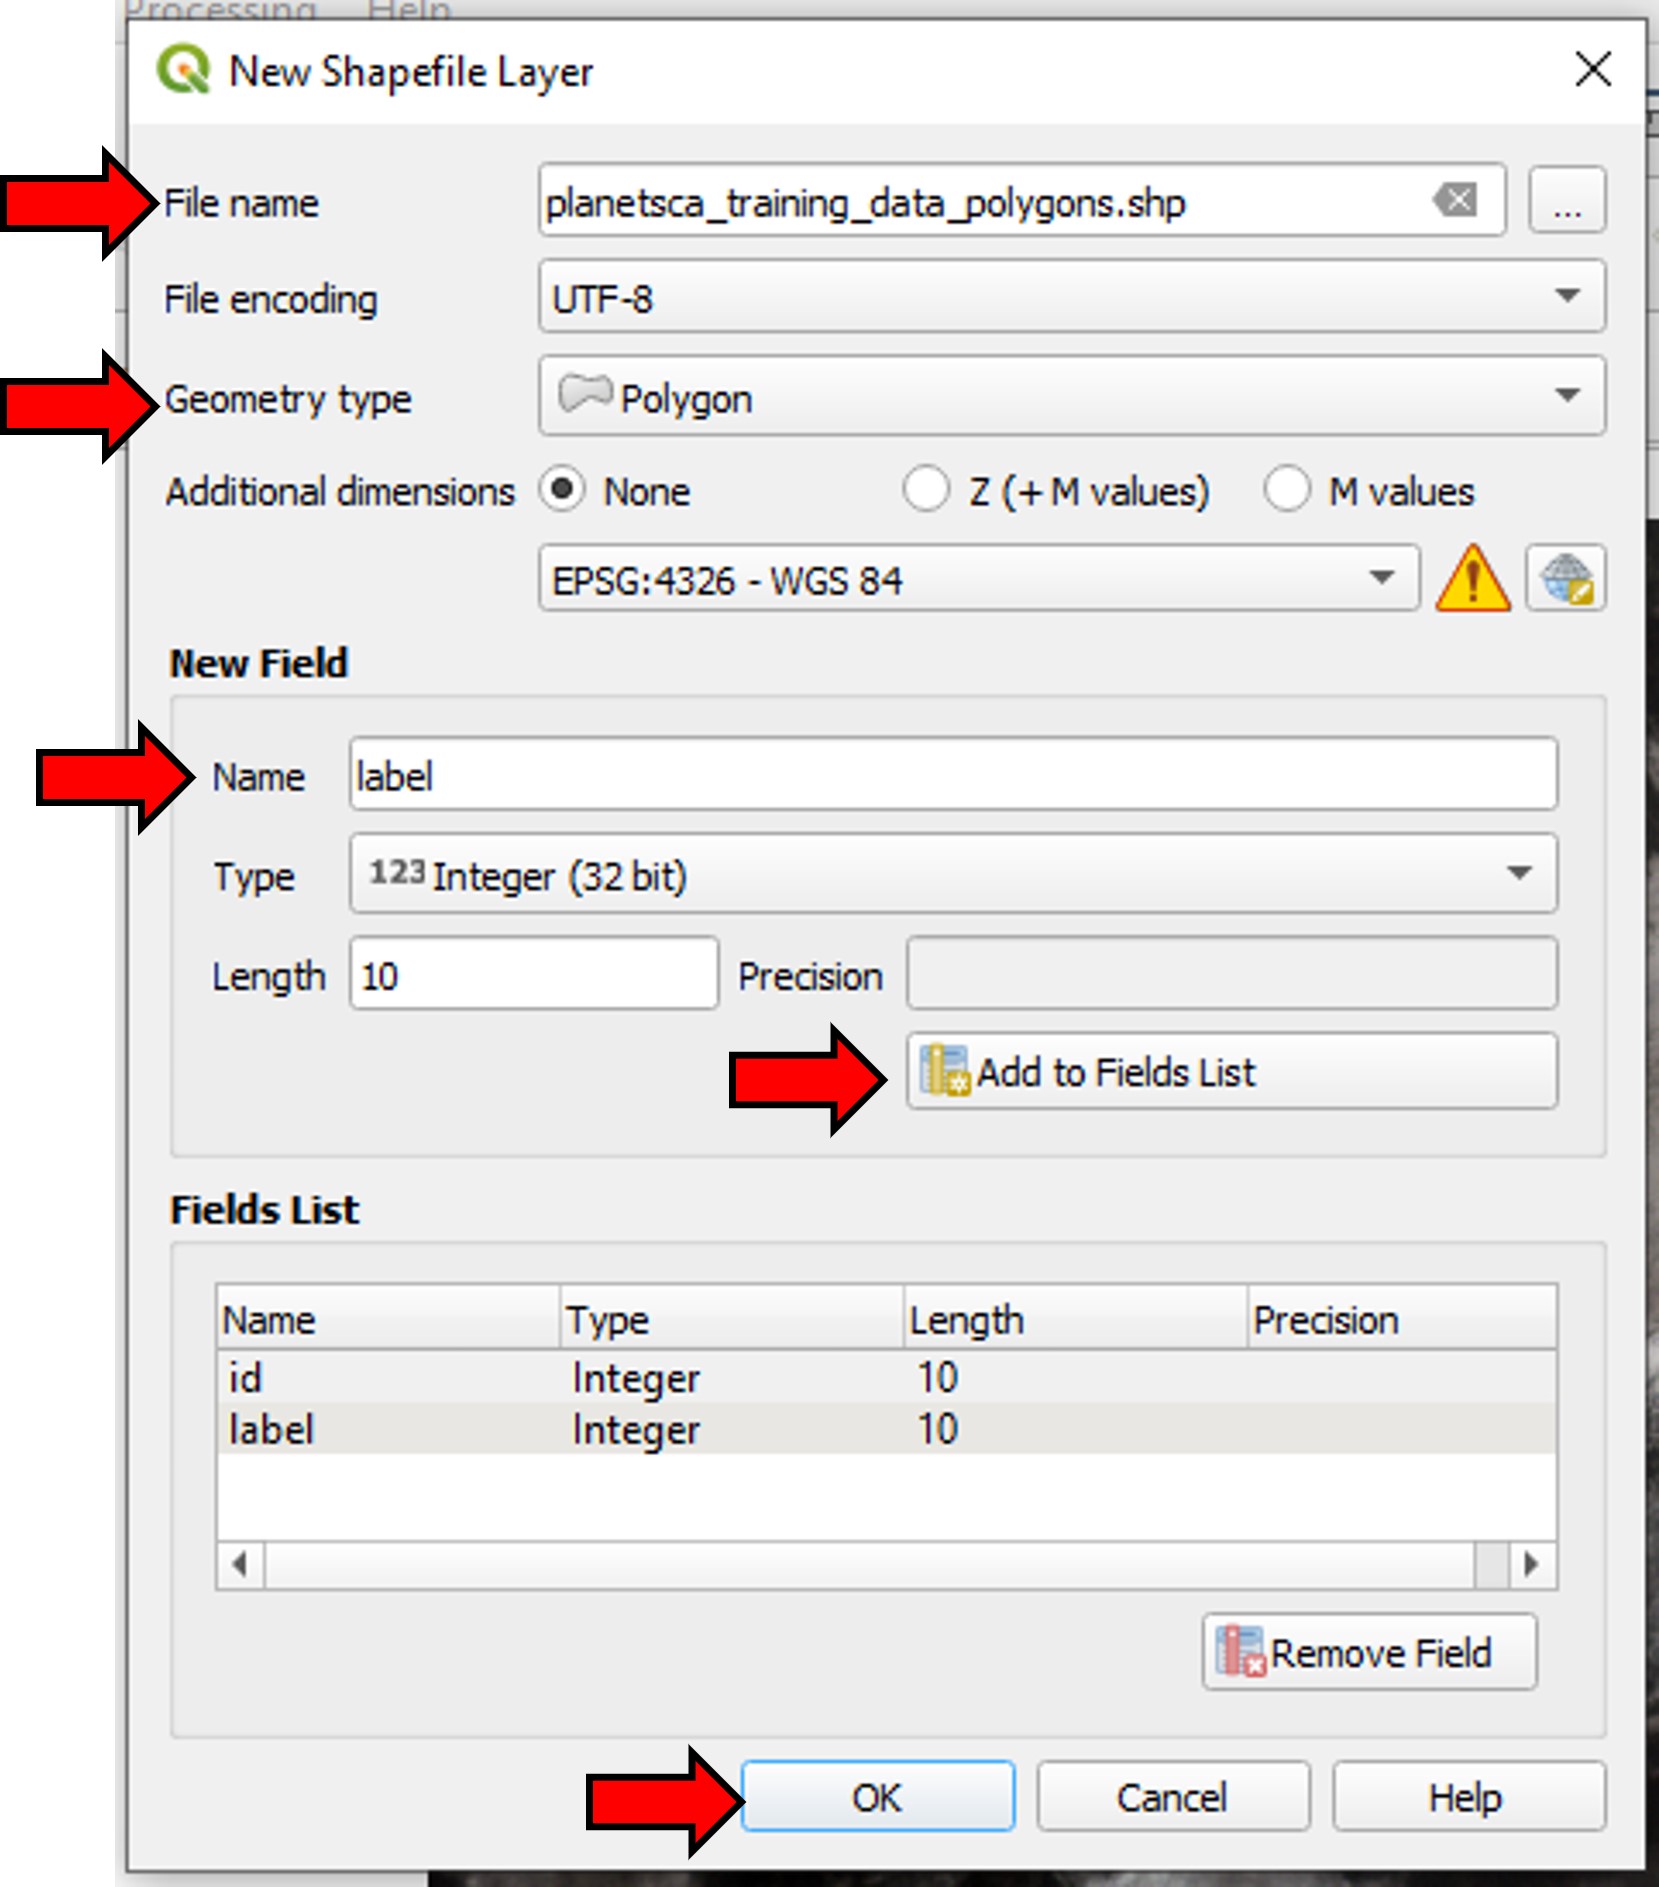 Processing Help
New Shapefile Layer
File name planetsca_training_data_polygons.shp ...
File encoding UTF-8
Geometry type Polygon
Additional dimensions None Z (+ M values) M values
EPSG:4326 - WGS 84
New Field
Name label
Type 123 Integer (32 bit)
Length 10 Precision
Add to Fields List
Fields List
Name Type Length Precision
id Integer 10
label Integer 10
Remove Field
OK Cancel Help